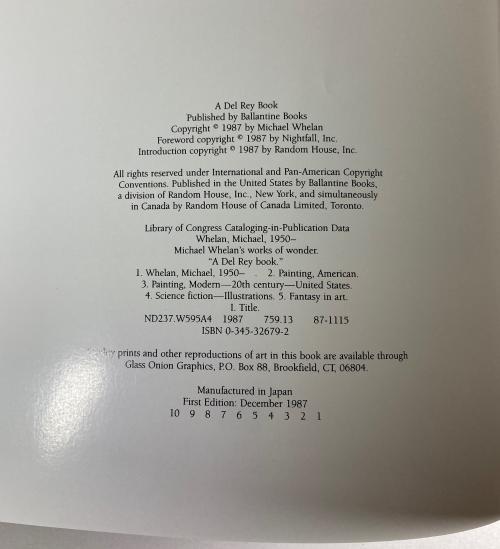 A Del Rey Book
Published by Ballantine Books
Copyright © 1987 by Michael Whelan
Foreword copyright © 1987 by Nightfall, Inc.
Introduction copyright © 1987 by Random House, Inc.
All rights reserved under International and Pan-American Copyright
Conventions. Published in the United States by Ballantine Books,
a division of Random House, Inc., New York, and simultaneously
in Canada by Random House of Canada Limited, Toronto.
Library of Congress Cataloging-in-Publication Data
Whelan, Michael, 1950–
Michael Whelan's works of wonder.
"A Del Rey book."
1. Whelan, Michael, 1950– . 2. Painting, American.
3. Painting, Modern—20th century—United States.
4. Science fiction—Illustrations. 5. Fantasy in art.
I. Title.
ND237.W595A4 1987 759.13 87-1115
ISBN 0-345-32679-2
prints and other reproductions of art in this book are available through
Glass Onion Graphics, P.O. Box 88, Brookfield, CT, 06804.
Manufactured in Japan
First Edition: December 1987
10 9 8 7 6 5 4 3 2 1